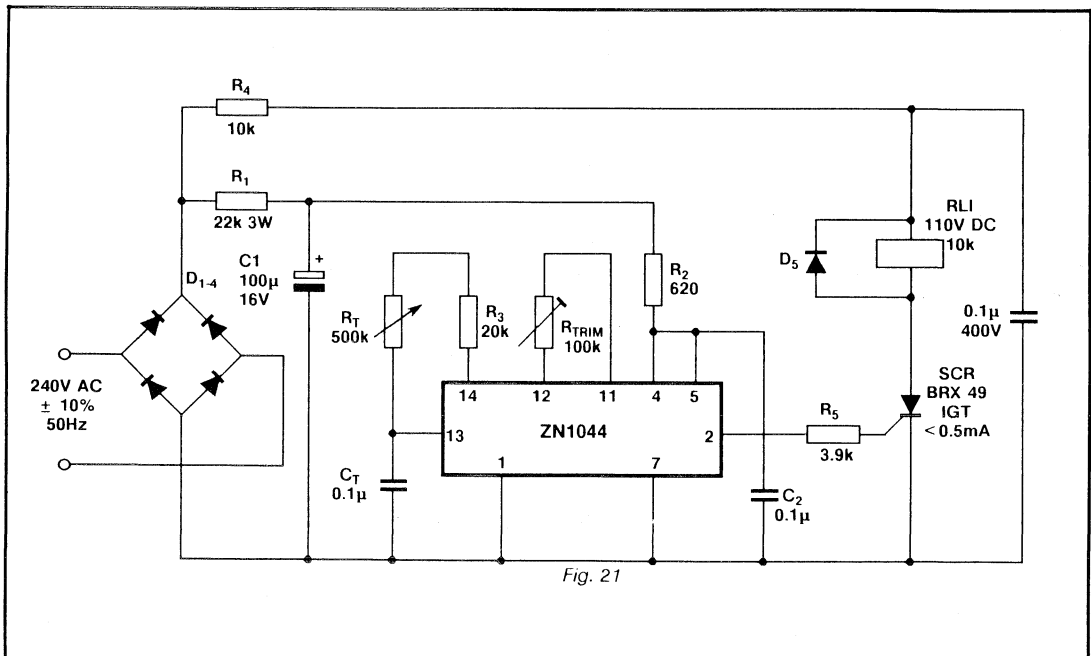 R4
10k
R1
22k 3W
RLI
110V DC
10k
D1-4
C1
100µ
16V
+
D5
R2
620
RT
500k
R3
20k
RTRIM
100k
0.1µ
400V
240V AC
± 10%
50Hz
14
12
11
4
5
SCR
BRX 49
IGT
<0.5mA
13
ZN1044
2
R5
3.9k
CT
0.1µ
1
7
C2
0.1µ
Fig. 21